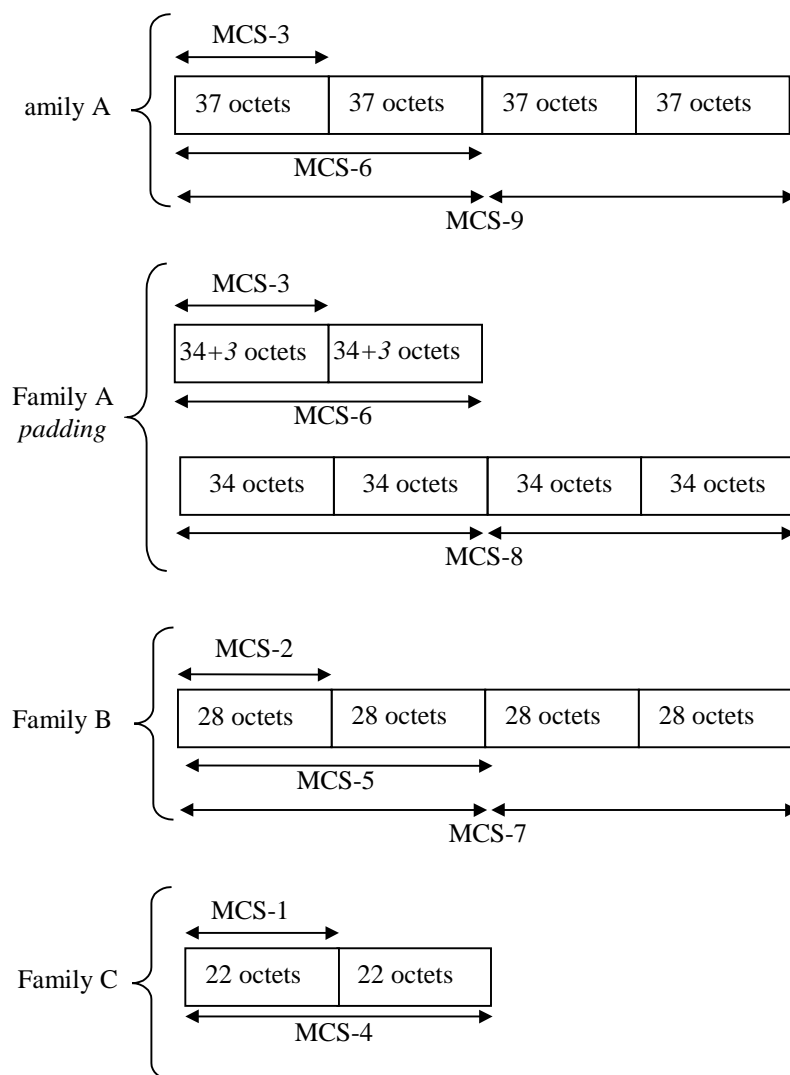 MCS-3
amily A
37 octets 37 octets 37 octets 37 octets
MCS-6
MCS-9
MCS-3
34+3 octets 34+3 octets
Family A
padding
MCS-6
34 octets 34 octets 34 octets 34 octets
MCS-8
MCS-2
Family B
28 octets 28 octets 28 octets 28 octets
MCS-5
MCS-7
MCS-1
Family C
22 octets 22 octets
MCS-4